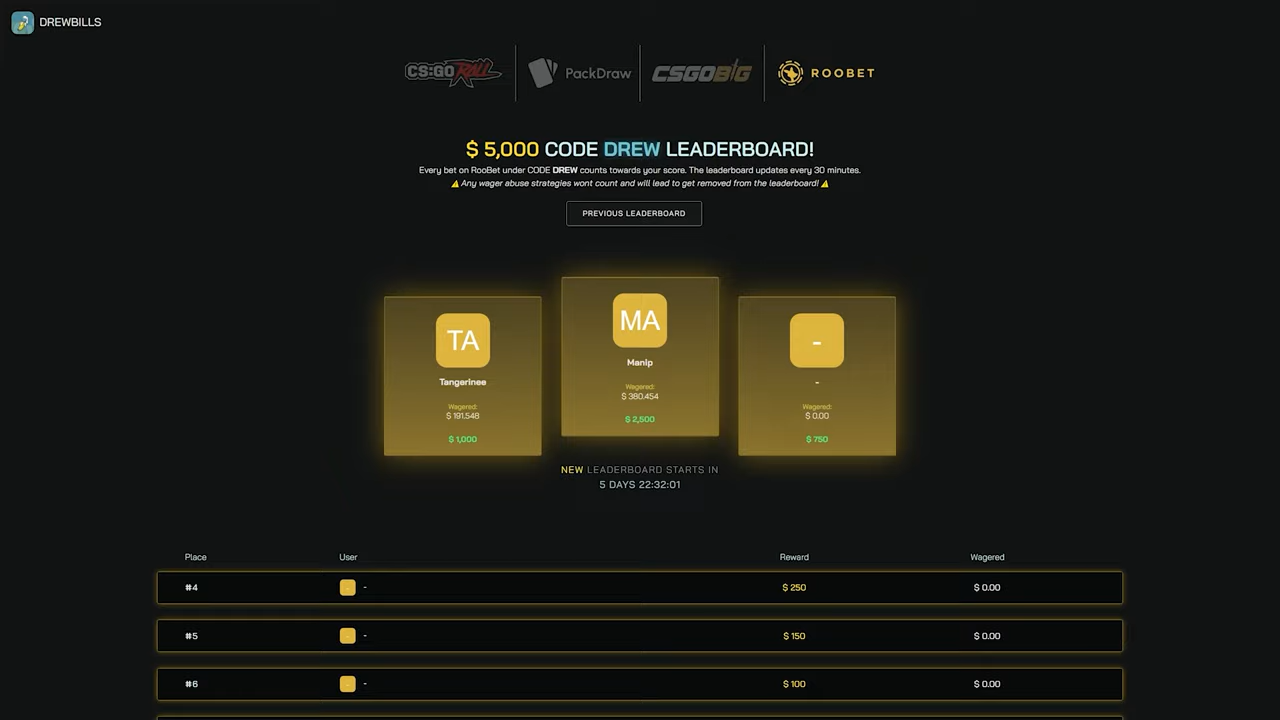 DREWBILLS
CS:GO ROLL
PackDraw
CSGOBIG
ROOBET
$ 5,000 CODE DREW LEADERBOARD!
Every bet on RooBet under CODE DREW counts towards your score. The leaderboard updates every 30 minutes.
Any wager abuse strategies wont count and will lead to get removed from the leaderboard!
PREVIOUS LEADERBOARD
TA
Tangerinee
Wagered:
$ 191.548
$ 1,000
MA
Manip
Wagered:
$ 380.454
$ 2,500
-
-
Wagered:
$ 0.00
$ 750
NEW LEADERBOARD STARTS IN
5 DAYS 22:32:01
Place User Reward Wagered
#4 - $ 250 $ 0.00
#5 - $ 150 $ 0.00
#6 - $ 100 $ 0.00